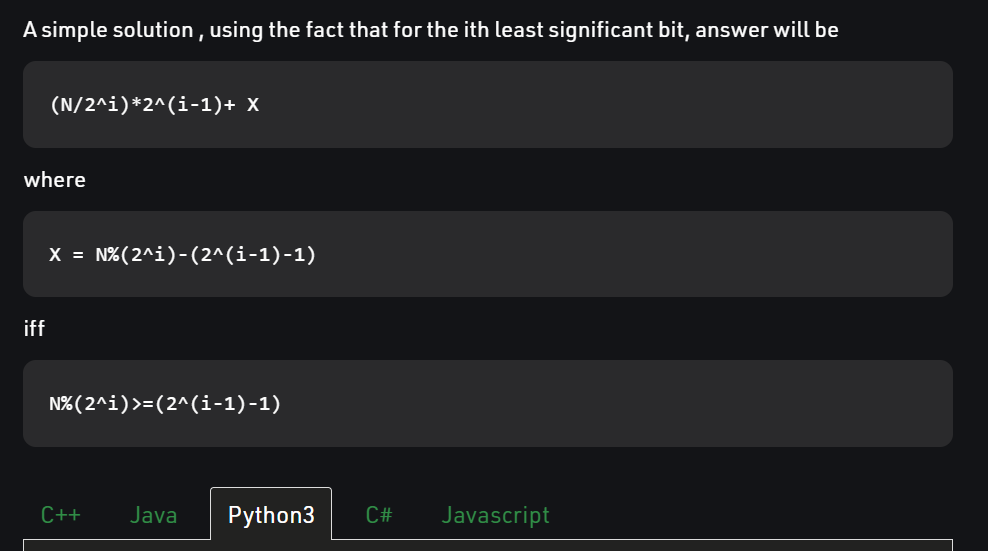 A simple solution , using the fact that for the ith least significant bit, answer will be
(N/2^i)*2^(i-1)+ X
where
X = N%(2^i)-(2^(i-1)-1)
iff
N%(2^i)>=(2^(i-1)-1)
C++ Java Python3 C# Javascript